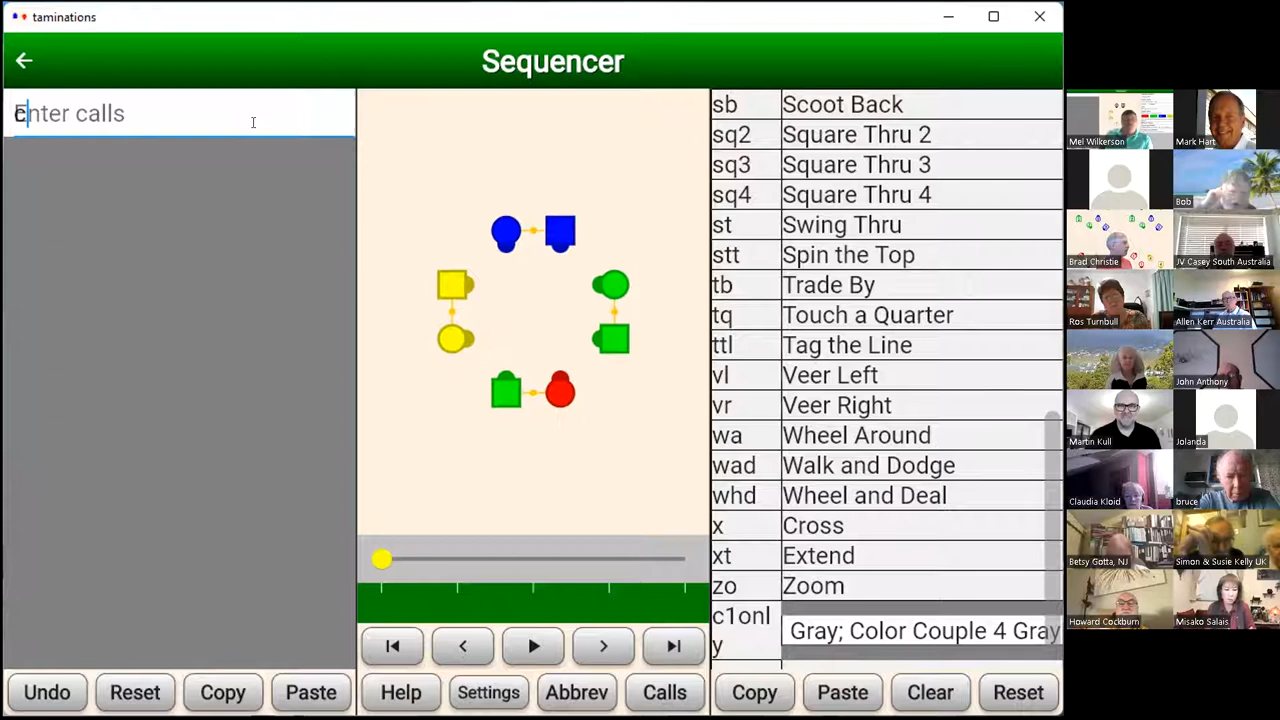 taminations
Sequencer
Enter calls
sb Scoot Back
sq2 Square Thru 2
sq3 Square Thru 3
sq4 Square Thru 4
st Swing Thru
stt Spin the Top
tb Trade By
tq Touch a Quarter
ttl Tag the Line
vl Veer Left
vr Veer Right
wa Wheel Around
wad Walk and Dodge
whd Wheel and Deal
x Cross
xt Extend
zo Zoom
c1onl
y
Gray; Color Couple 4 Gray
Undo Reset Copy Paste Help Settings Abbrev Calls Copy Paste Clear Reset
Mel Wilkerson Mark Hart
Bob
Brad Christie JV Casey South Australia
Ros Turnbull Allen Kerr Australia
John Anthony
Martin Kull Jolanda
Claudia Kloid bruce
Betsy Gotta, NJ Simon & Susie Kelly UK
Howard Cockburn Misako Salais